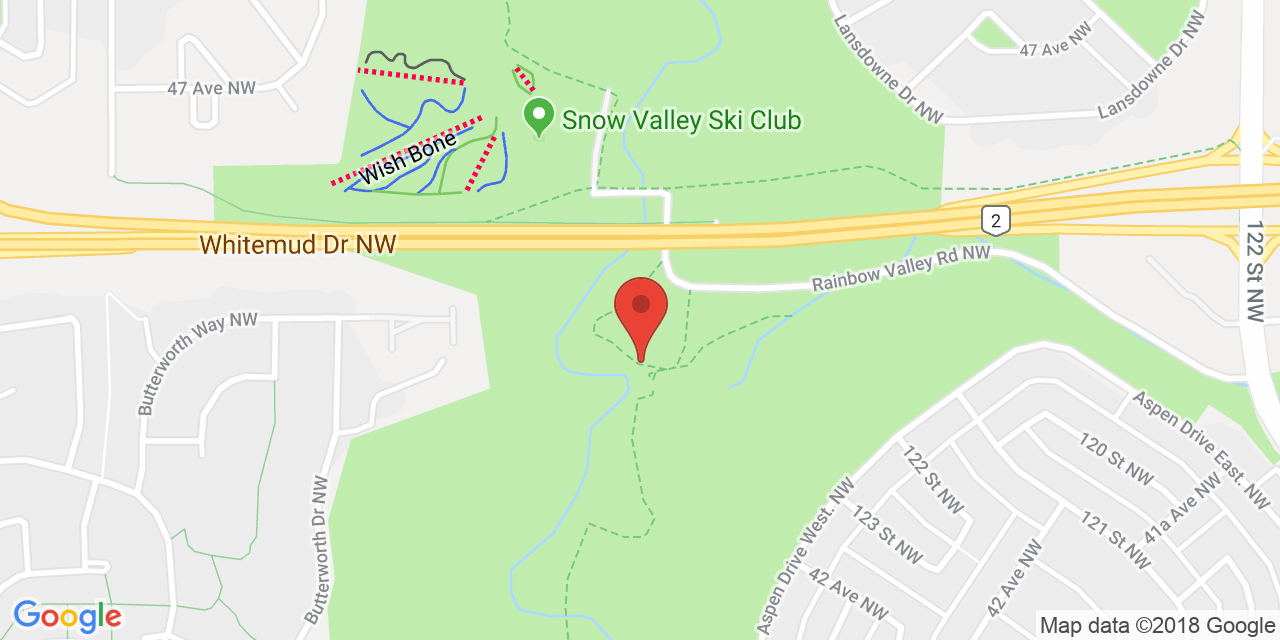 Lansdowne Dr NW
47 Ave NW
Lansdowne Dr NW
47 Ave NW
Snow Valley Ski Club
Wish Bone
2
Whitemud Dr NW
122 St NW
Rainbow Valley Rd NW
Butterworth Way NW
Aspen Drive East. NW
120 St NW
122 St NW
41a Ave NW
Butterworth Dr NW
Aspen Drive West. NW
123 St NW
121 St NW
42 Ave NW
42 Ave NW
Google
Map data ©2018 Google